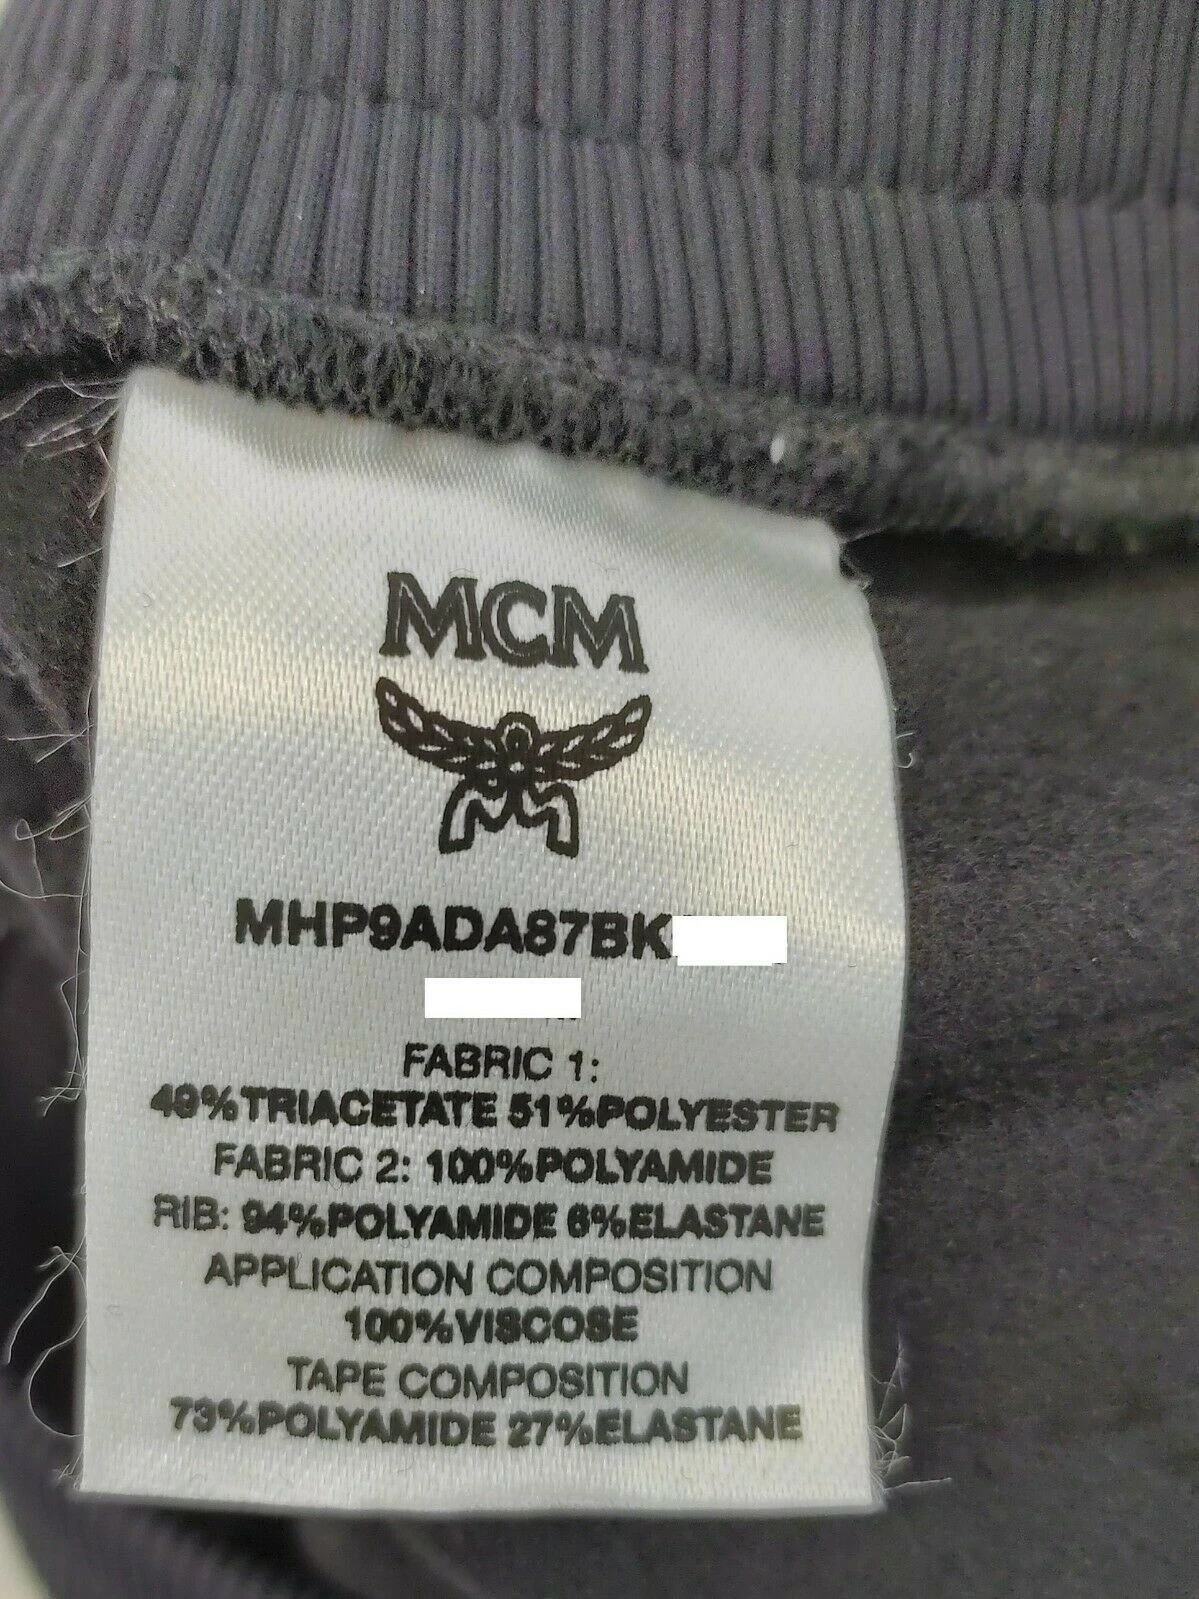 MCM
MHP9ADA87BK
FABRIC 1:
49%TRIACETATE 51%POLYESTER
FABRIC 2: 100%POLYAMIDE
RIB: 94%POLYAMIDE 6%ELASTANE
APPLICATION COMPOSITION
100%VISCOSE
TAPE COMPOSITION
73%POLYAMIDE 27%ELASTANE